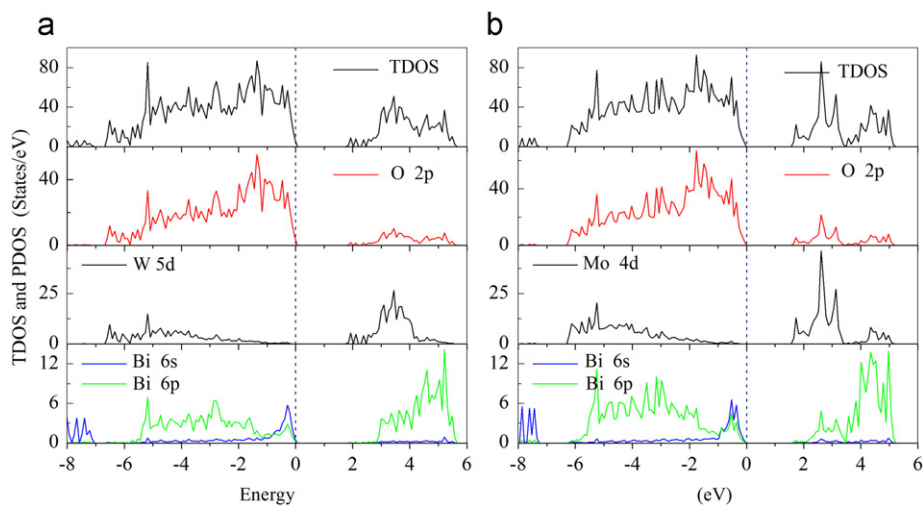 a
b
TDOS and PDOS (States/eV)
80
40
0
TDOS
40
0
O 2p
25
0
W 5d
12
6
0
Bi 6s
Bi 6p
-8 -6 -4 -2 0 2 4 6
Energy
80
40
0
TDOS
40
0
O 2p
25
0
Mo 4d
12
6
0
Bi 6s
Bi 6p
-8 -6 -4 -2 0 2 4 6
(eV)